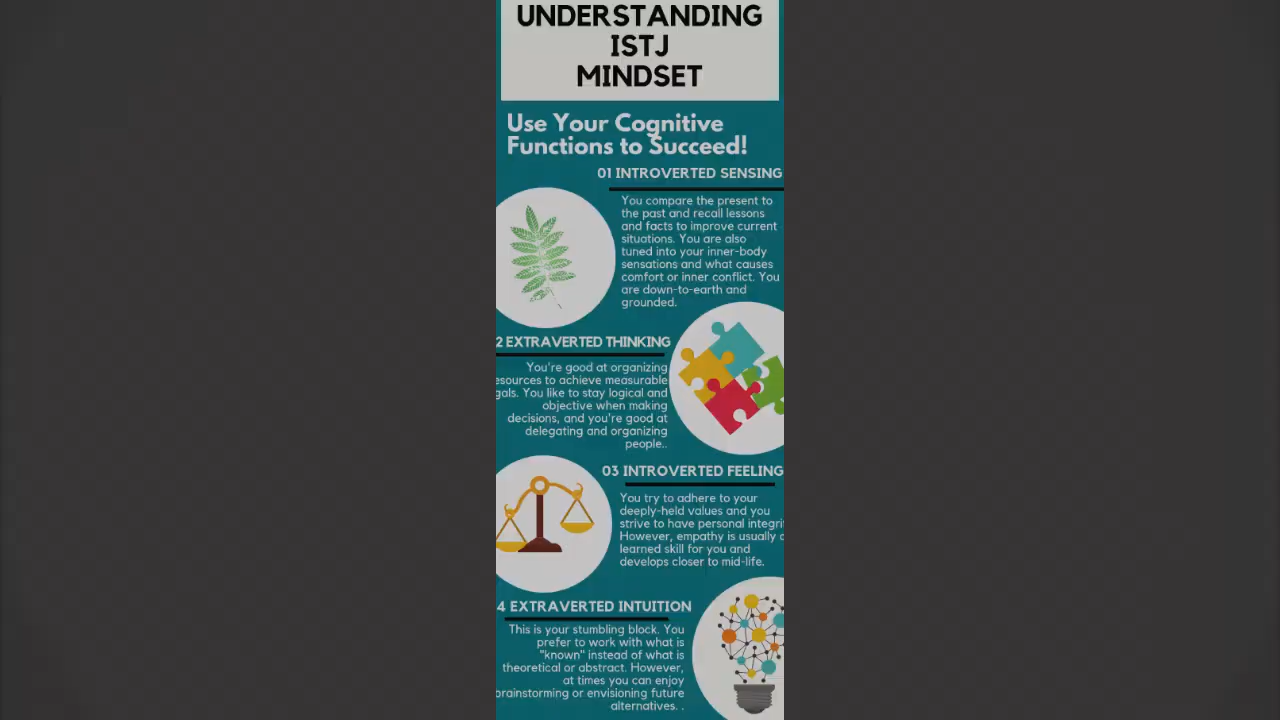 UNDERSTANDING
ISTJ
MINDSET
Use Your Cognitive
Functions to Succeed!
01 INTROVERTED SENSING
You compare the present to
the past and recall lessons
and facts to improve current
situations. You are also
tuned into your inner-body
sensations and what causes
comfort or inner conflict. You
are down-to-earth and
grounded.
2 EXTRAVERTED THINKING
You're good at organizing
esources to achieve measurable
gals. You like to stay logical and
objective when making
decisions, and you're good at
delegating and organizing
people..
03 INTROVERTED FEELING
You try to adhere to your
deeply-held values and you
strive to have personal integri
However, empathy is usually a
learned skill for you and
develops closer to mid-life.
4 EXTRAVERTED INTUITION
This is your stumbling block. You
prefer to work with what is
"known" instead of what is
theoretical or abstract. However,
at times you can enjoy
brainstorming or envisioning future
alternatives. .